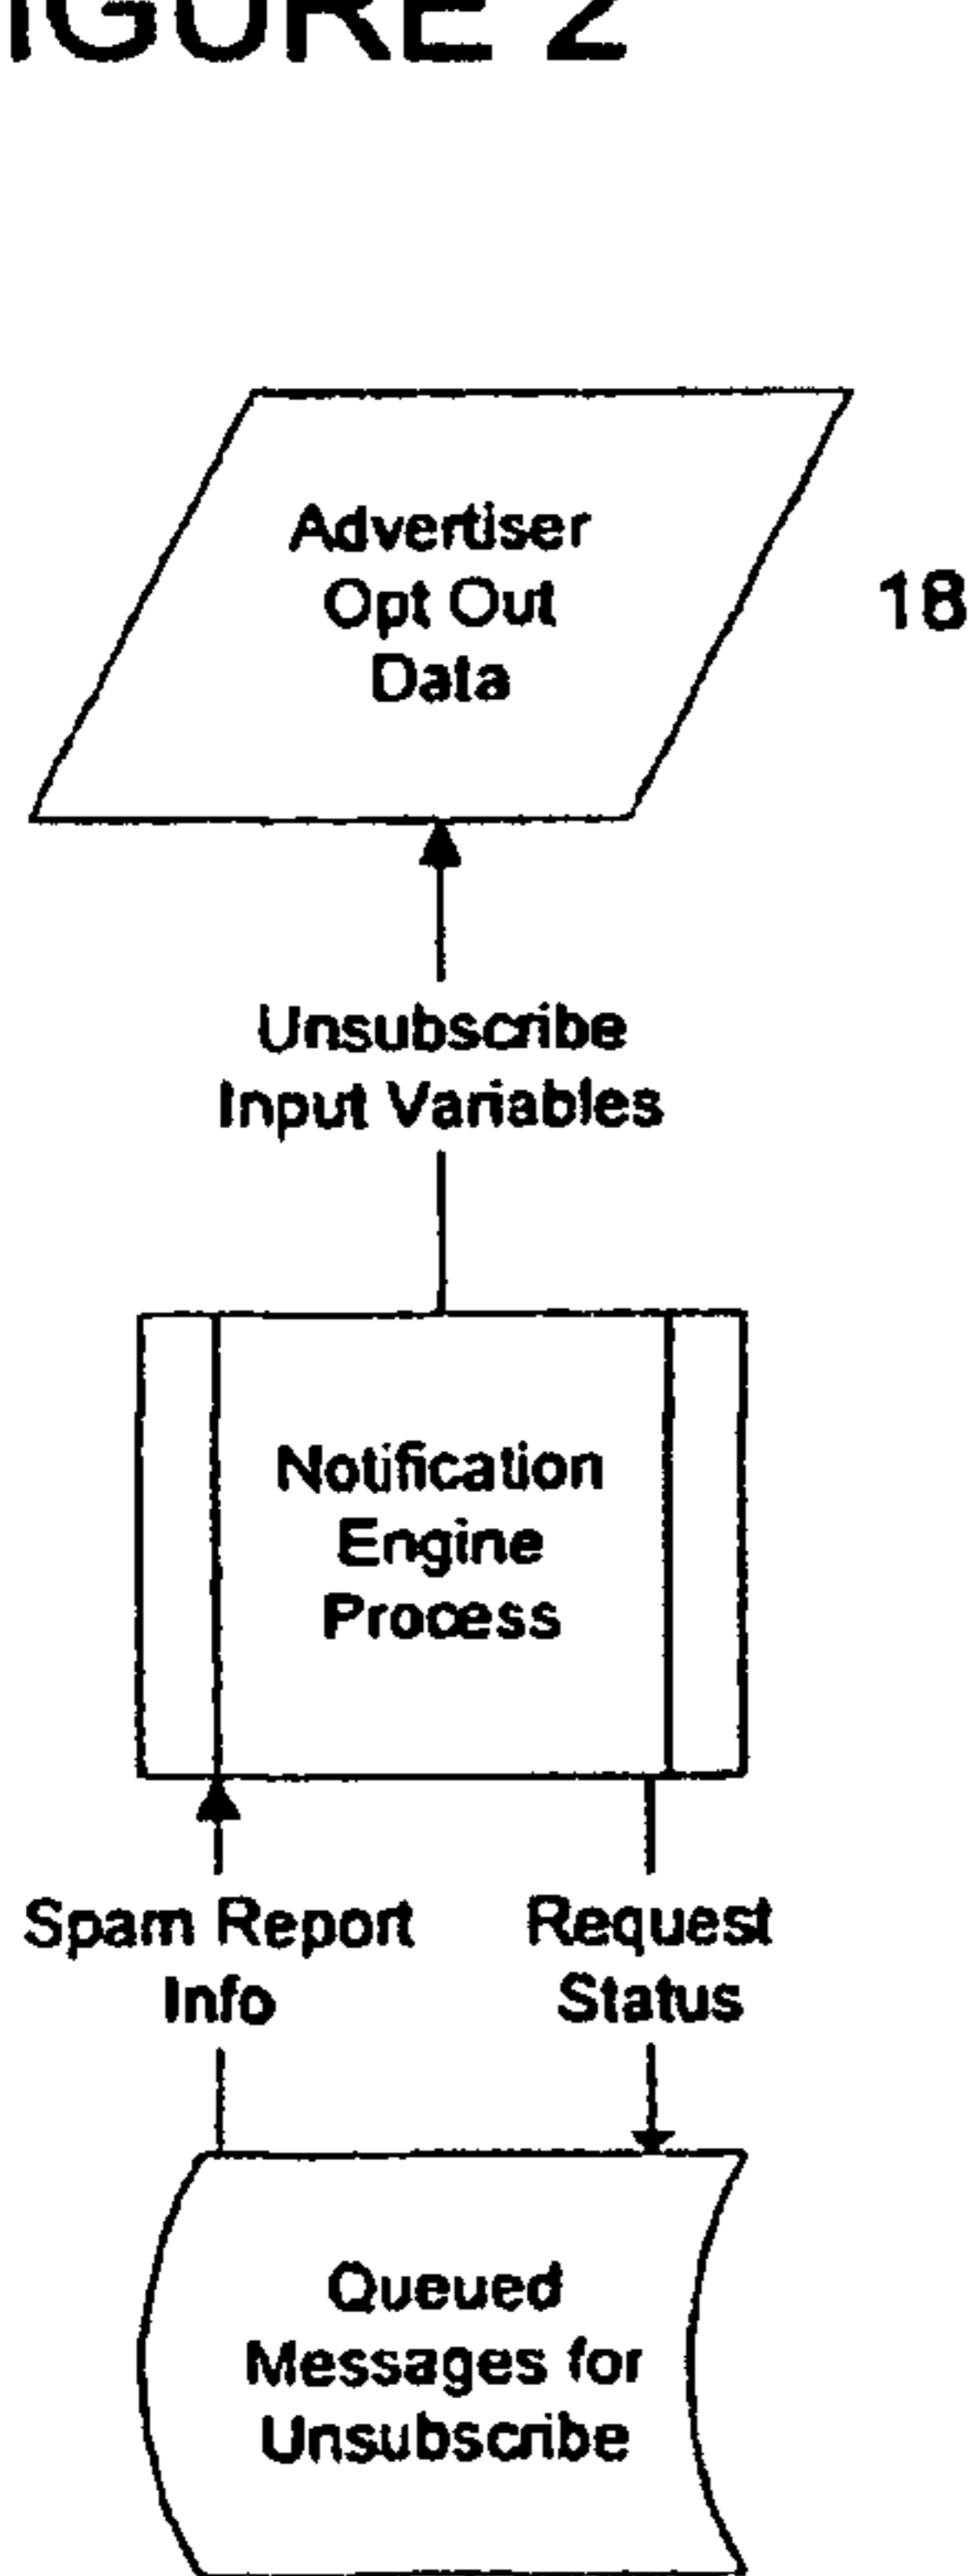 IGURE 2
Advertiser
Opt Out
Data
18
Unsubscribe
Input Variables
Notification
Engine
Process
Spam Report
Info
Request
Status
Queued
Messages for
Unsubscribe